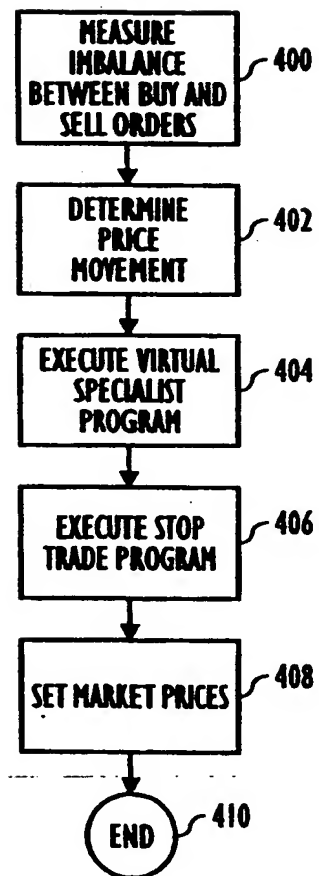 MEASURE
IMBALANCE
BETWEEN BUY AND
SELL ORDERS
400
DETERMINE
PRICE
MOVEMENT
402
EXECUTE VIRTUAL
SPECIALIST
PROGRAM
404
EXECUTE STOP
TRADE PROGRAM
406
SET MARKET PRICES
408
END
410